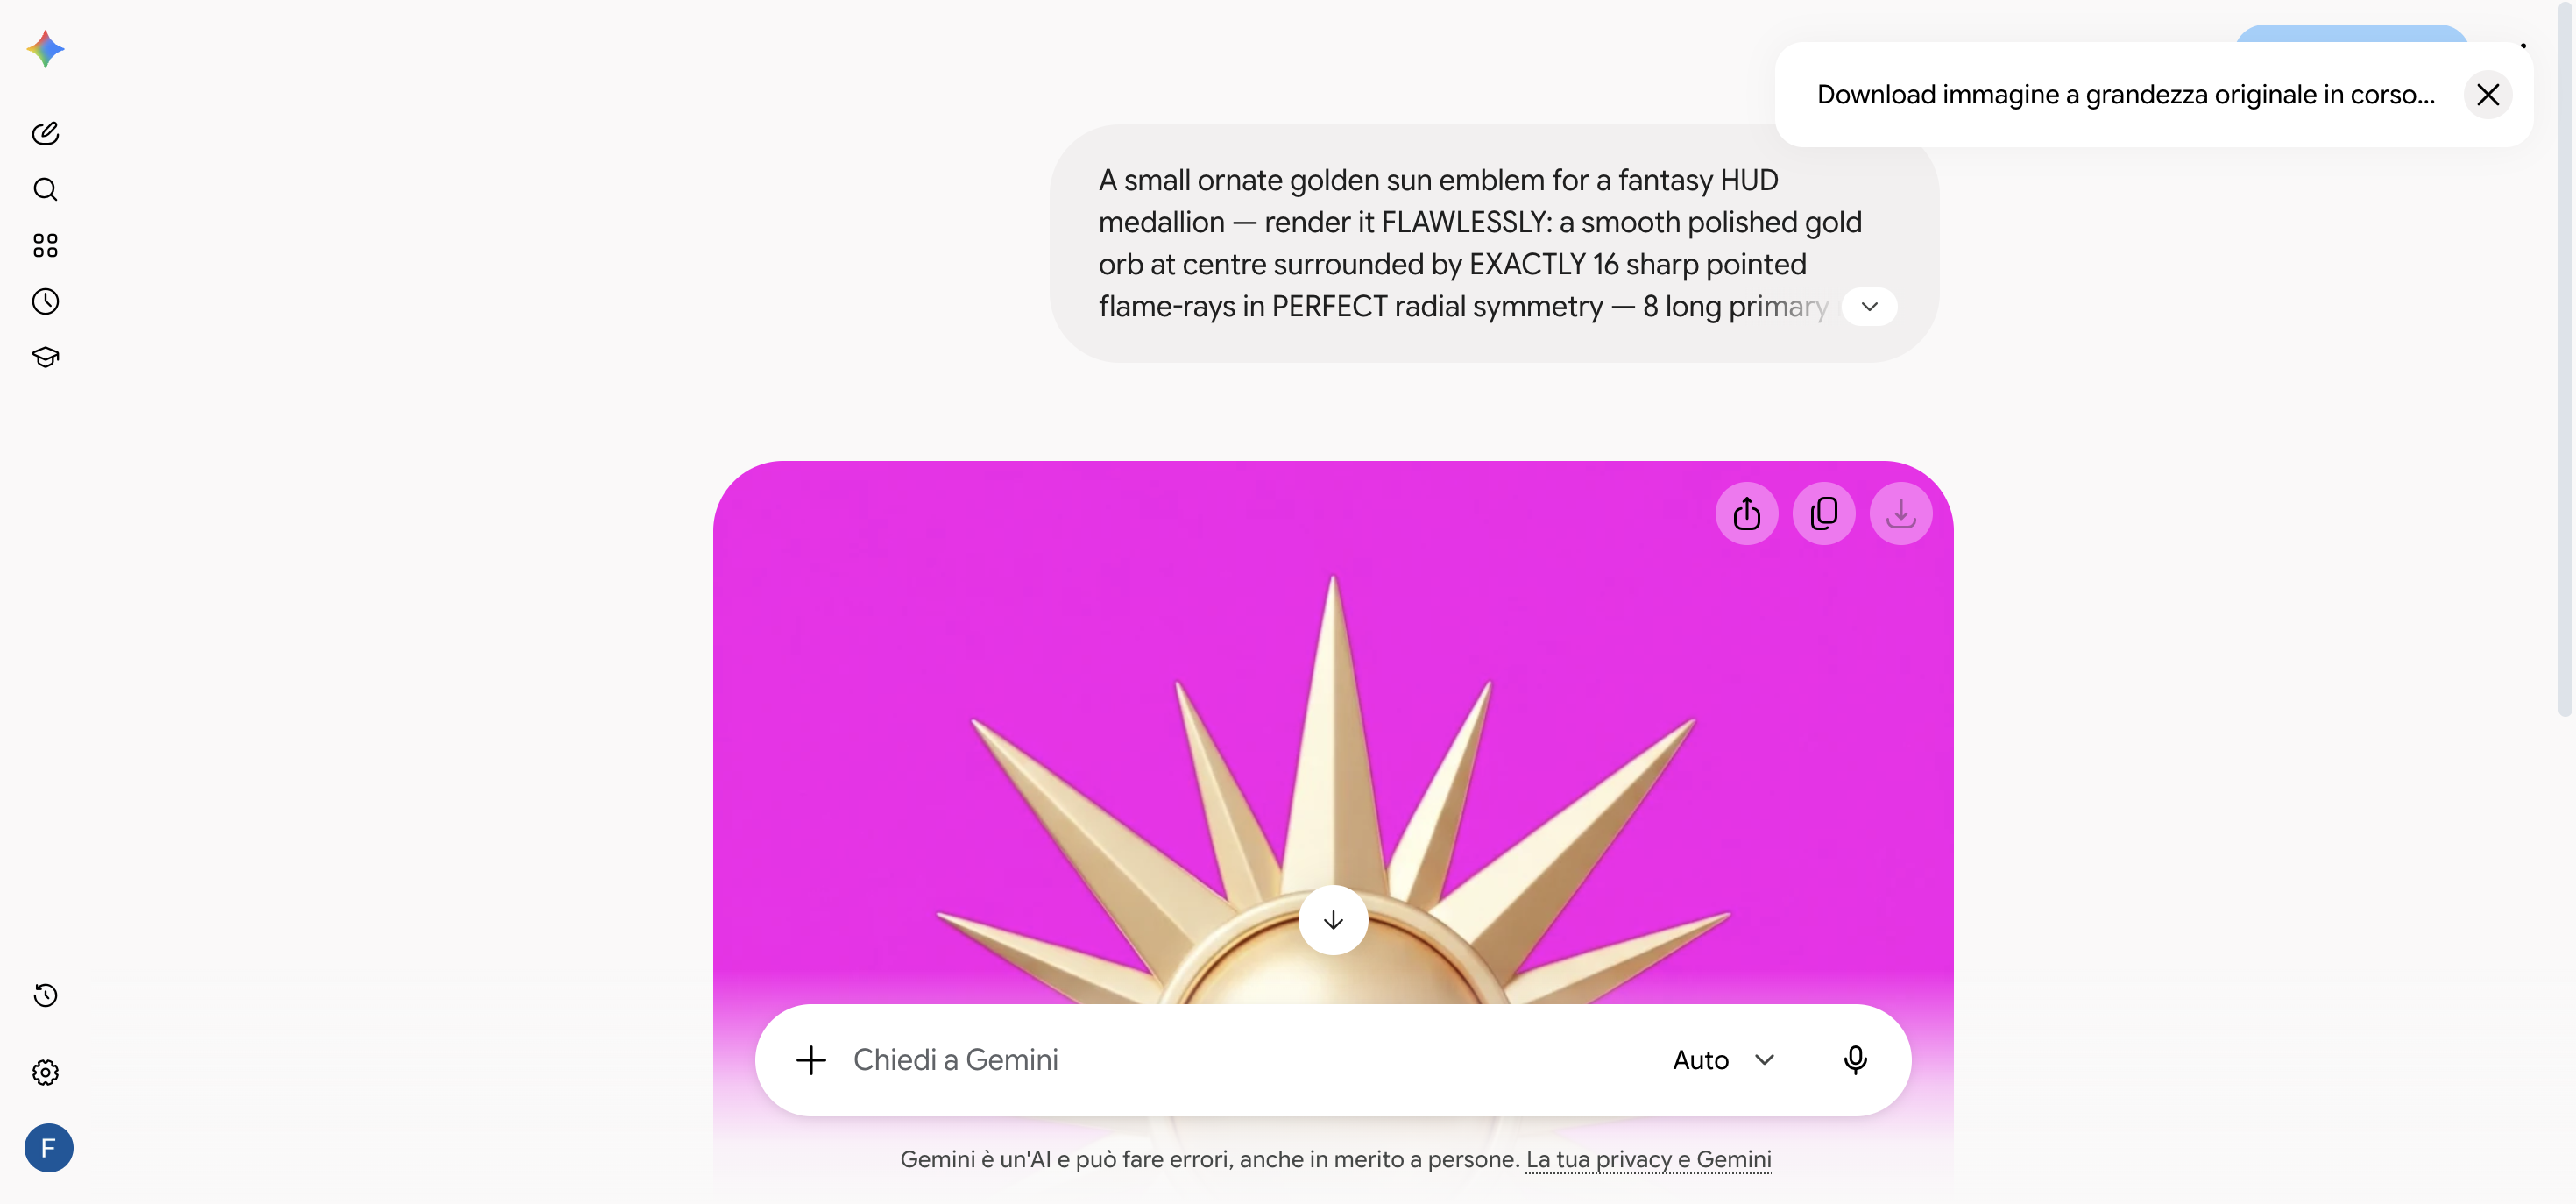 Download immagine a grandezza originale in corso...
A small ornate golden sun emblem for a fantasy HUD
medallion — render it FLAWLESSLY: a smooth polished gold
orb at centre surrounded by EXACTLY 16 sharp pointed
flame-rays in PERFECT radial symmetry — 8 long primary
Chiedi a Gemini
Auto
F
Gemini è un'AI e può fare errori, anche in merito a persone. La tua privacy e Gemini